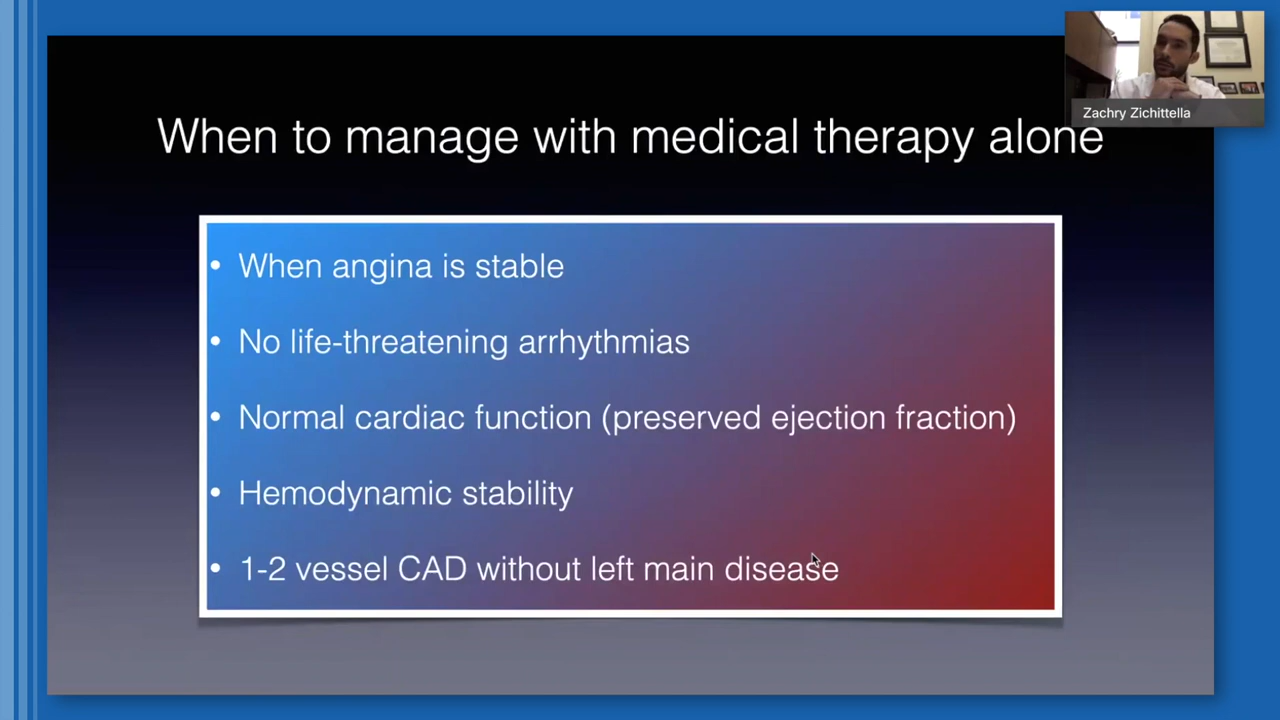 Zachry Zichittella
When to manage with medical therapy alone
• When angina is stable
• No life-threatening arrhythmias
• Normal cardiac function (preserved ejection fraction)
• Hemodynamic stability
• 1-2 vessel CAD without left main disease